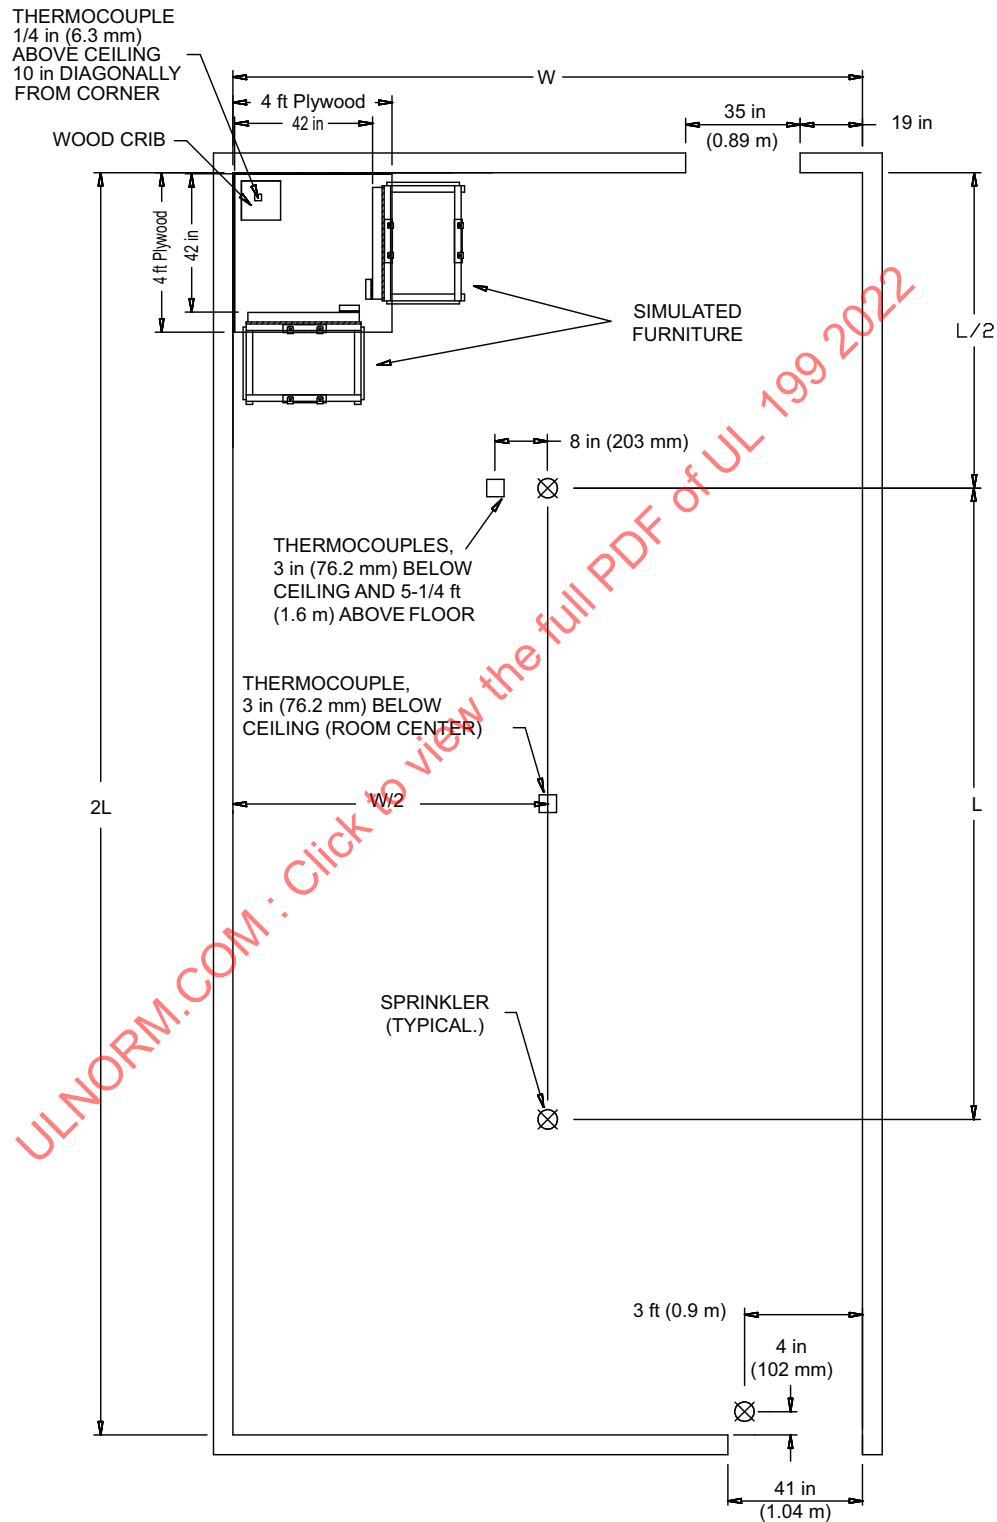 THERMOCOUPLE
1/4 in (6.3 mm)
ABOVE CEILING
10 in DIAGONALLY
FROM CORNER
W
4 ft Plywood
42 in
35 in
(0.89 m)
19 in
WOOD CRIB
4 ft Plywood
42 in
SIMULATED
FURNITURE
L/2
8 in (203 mm)
THERMOCOUPLES,
3 in (76.2 mm) BELOW
CEILING AND 5-1/4 ft
(1.6 m) ABOVE FLOOR
THERMOCOUPLE,
3 in (76.2 mm) BELOW
CEILING (ROOM CENTER)
2L
W/2
L
SPRINKLER
(TYPICAL.)
3 ft (0.9 m)
4 in
(102 mm)
41 in
(1.04 m)
ULNORM.COM : Click to view the full PDF of UL 199 2022